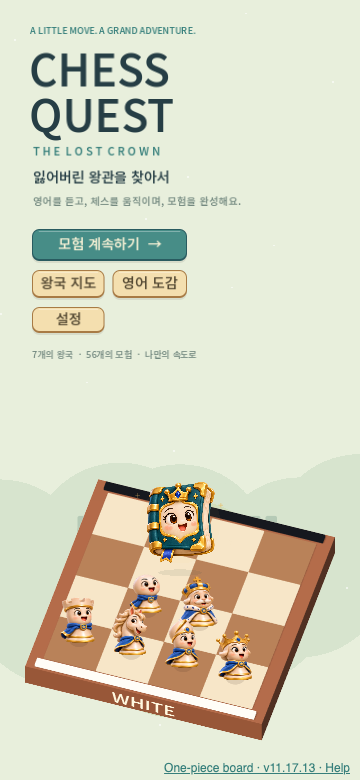 A LITTLE MOVE. A GRAND ADVENTURE.
CHESS
QUEST
THE LOST CROWN
잃어버린 왕관을 찾아서
영어를 듣고, 체스를 움직이며, 모험을 완성해요.
모험 계속하기 →
왕국 지도 영어 도감
설정
7개의 왕국 · 56개의 모험 · 나만의 속도로
WHITE
One-piece board · v11.17.13 · Help